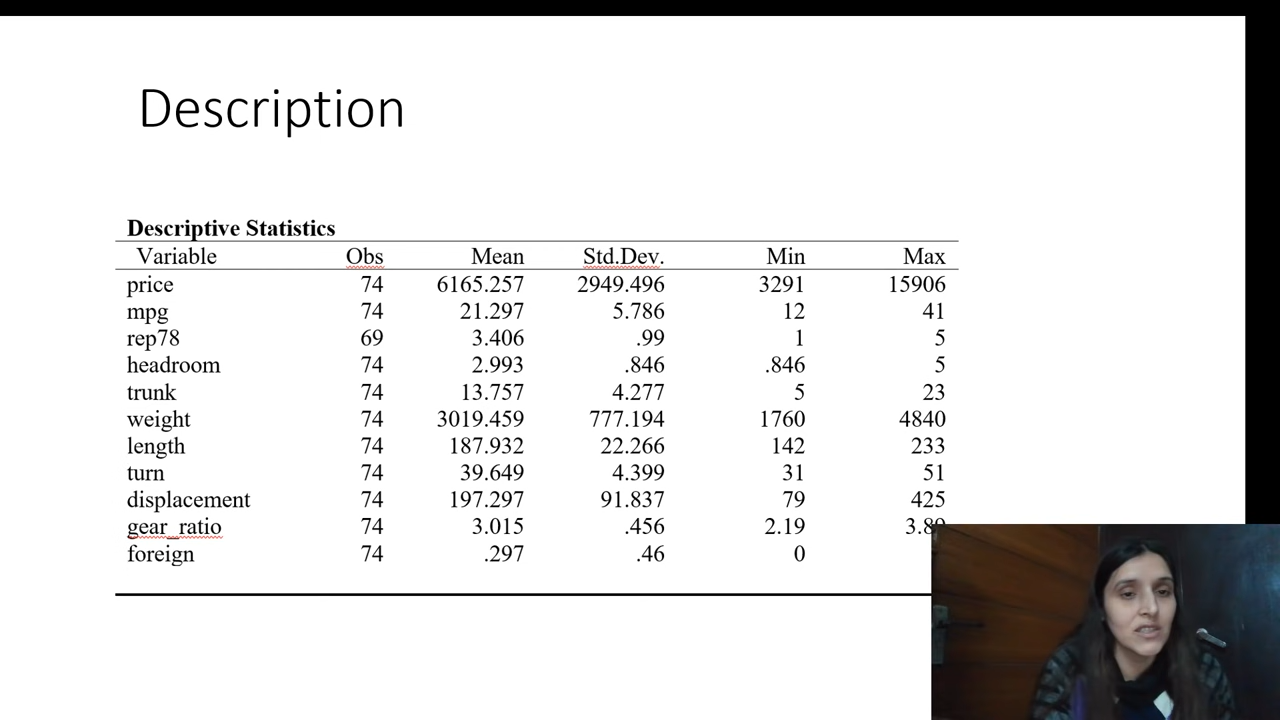 Description
Descriptive Statistics
Variable Obs Mean Std.Dev. Min Max
price 74 6165.257 2949.496 3291 15906
mpg 74 21.297 5.786 12 41
rep78 69 3.406 .99 1 5
headroom 74 2.993 .846 .846 5
trunk 74 13.757 4.277 5 23
weight 74 3019.459 777.194 1760 4840
length 74 187.932 22.266 142 233
turn 74 39.649 4.399 31 51
displacement 74 197.297 91.837 79 425
gear_ratio 74 3.015 .456 2.19
foreign 74 .297 .46 0